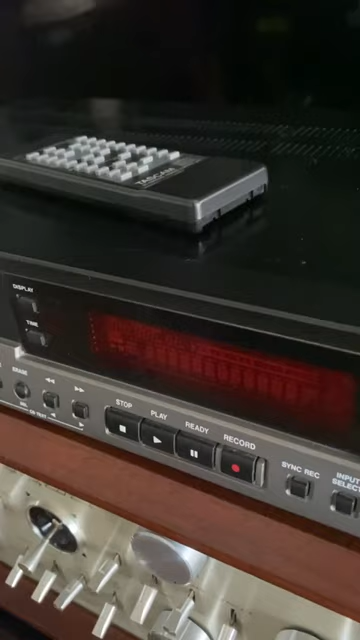 TASCAM
DISPLAY
TIME
ERASE
STOP
PLAY
READY
RECORD
SYNC REC
INPUT
SELECT